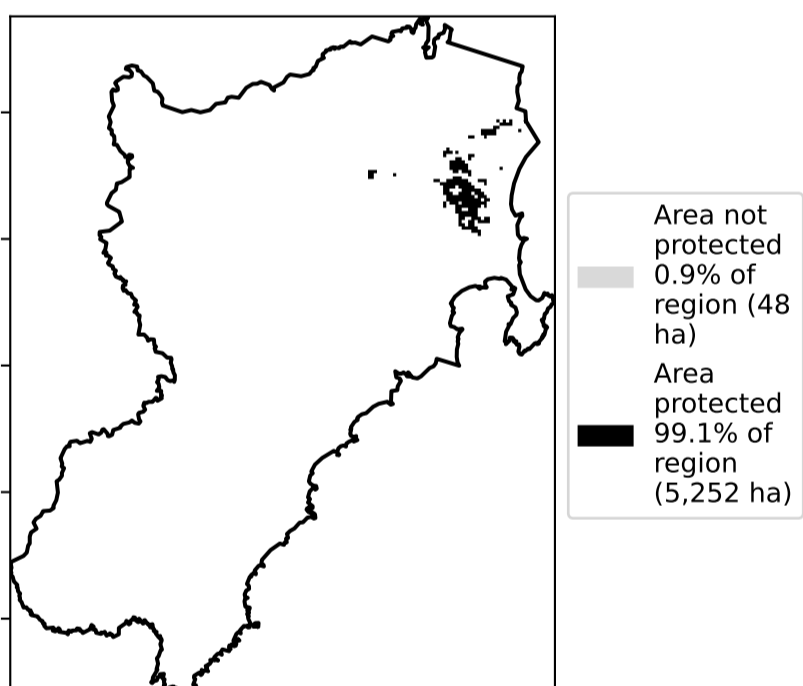 Area not
protected
0.9% of
region (48
ha)
Area
protected
99.1% of
region
(5,252 ha)